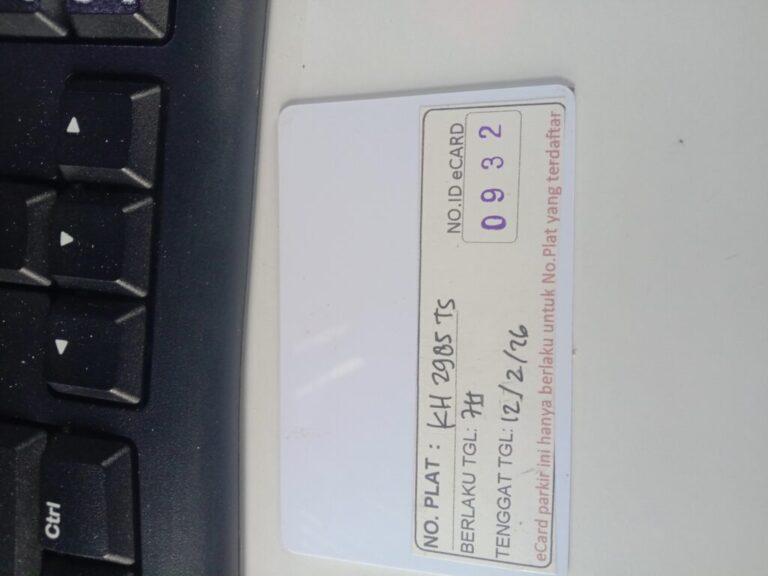 NO. PLAT : KH 2985 TS
BERLAKU TGL:
TENGGAT TGL: 12/2/26
NO.ID eCARD
0932
eCard parkir ini hanya berlaku untuk No.Plat yang terdaftar
Ctrl